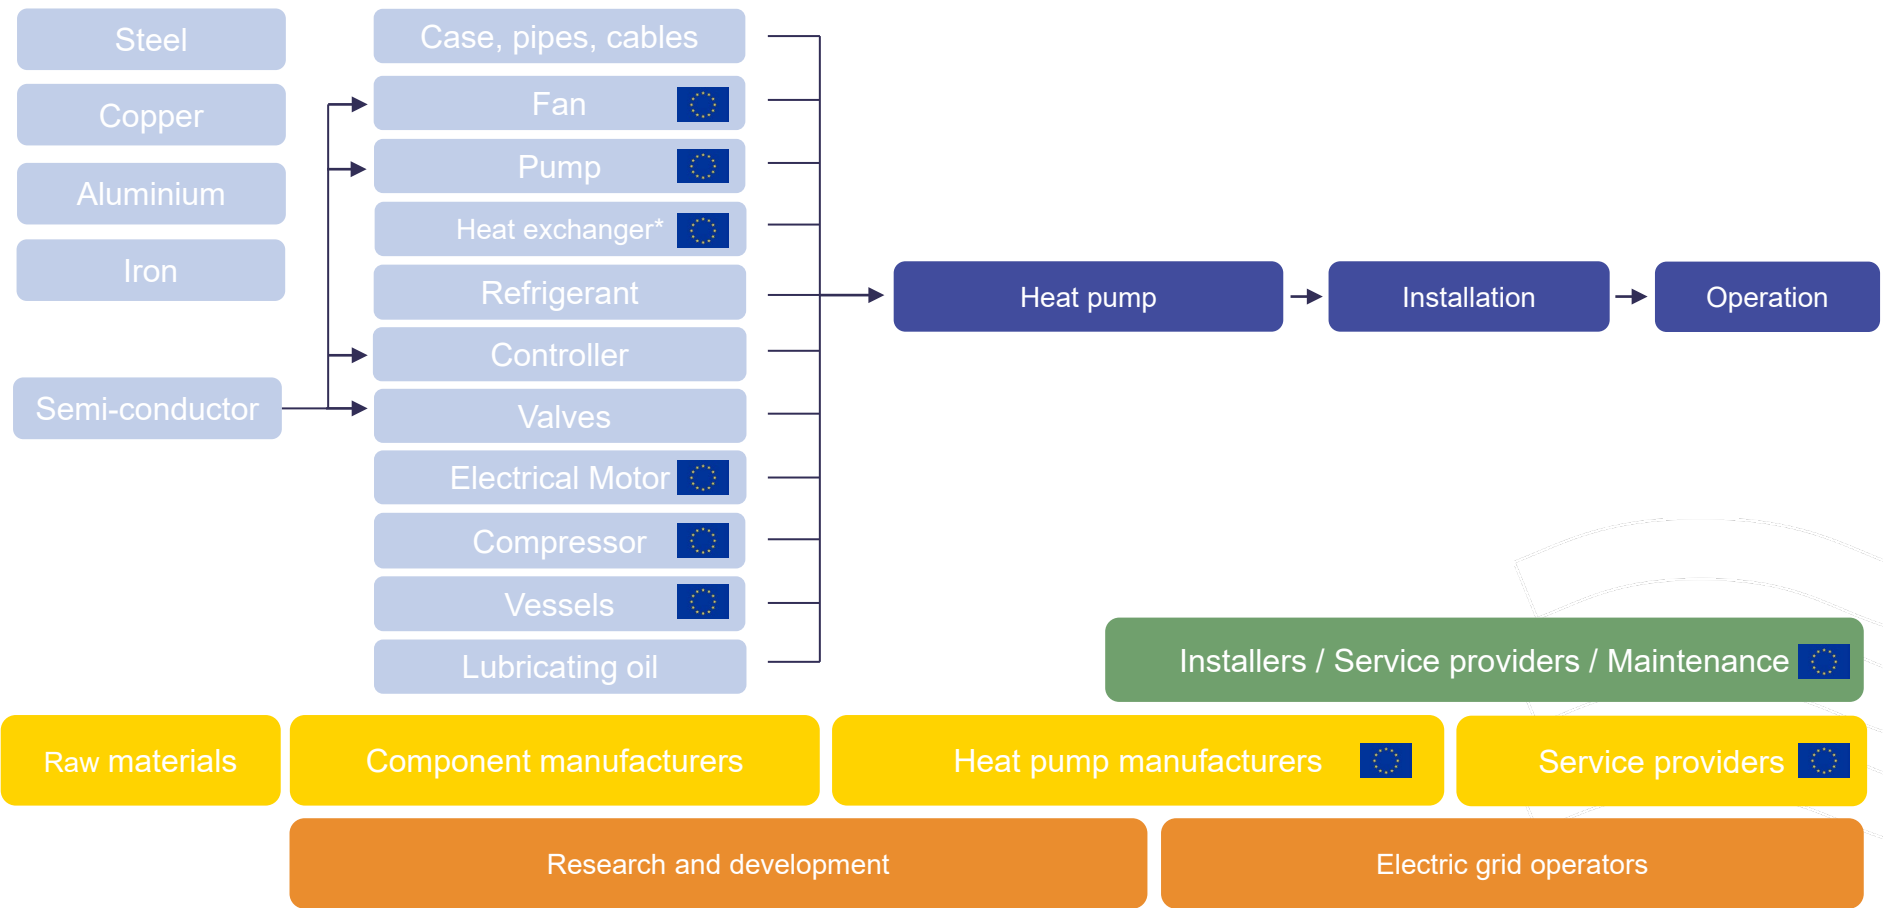 Steel
Copper
Aluminium
Iron
Semi-conductor
Case, pipes, cables
Fan
Pump
Heat exchanger*
Refrigerant
Controller
Valves
Electrical Motor
Compressor
Vessels
Lubricating oil
Heat pump
Installation
Operation
Installers / Service providers / Maintenance
Raw materials
Component manufacturers
Heat pump manufacturers
Service providers
Research and development
Electric grid operators